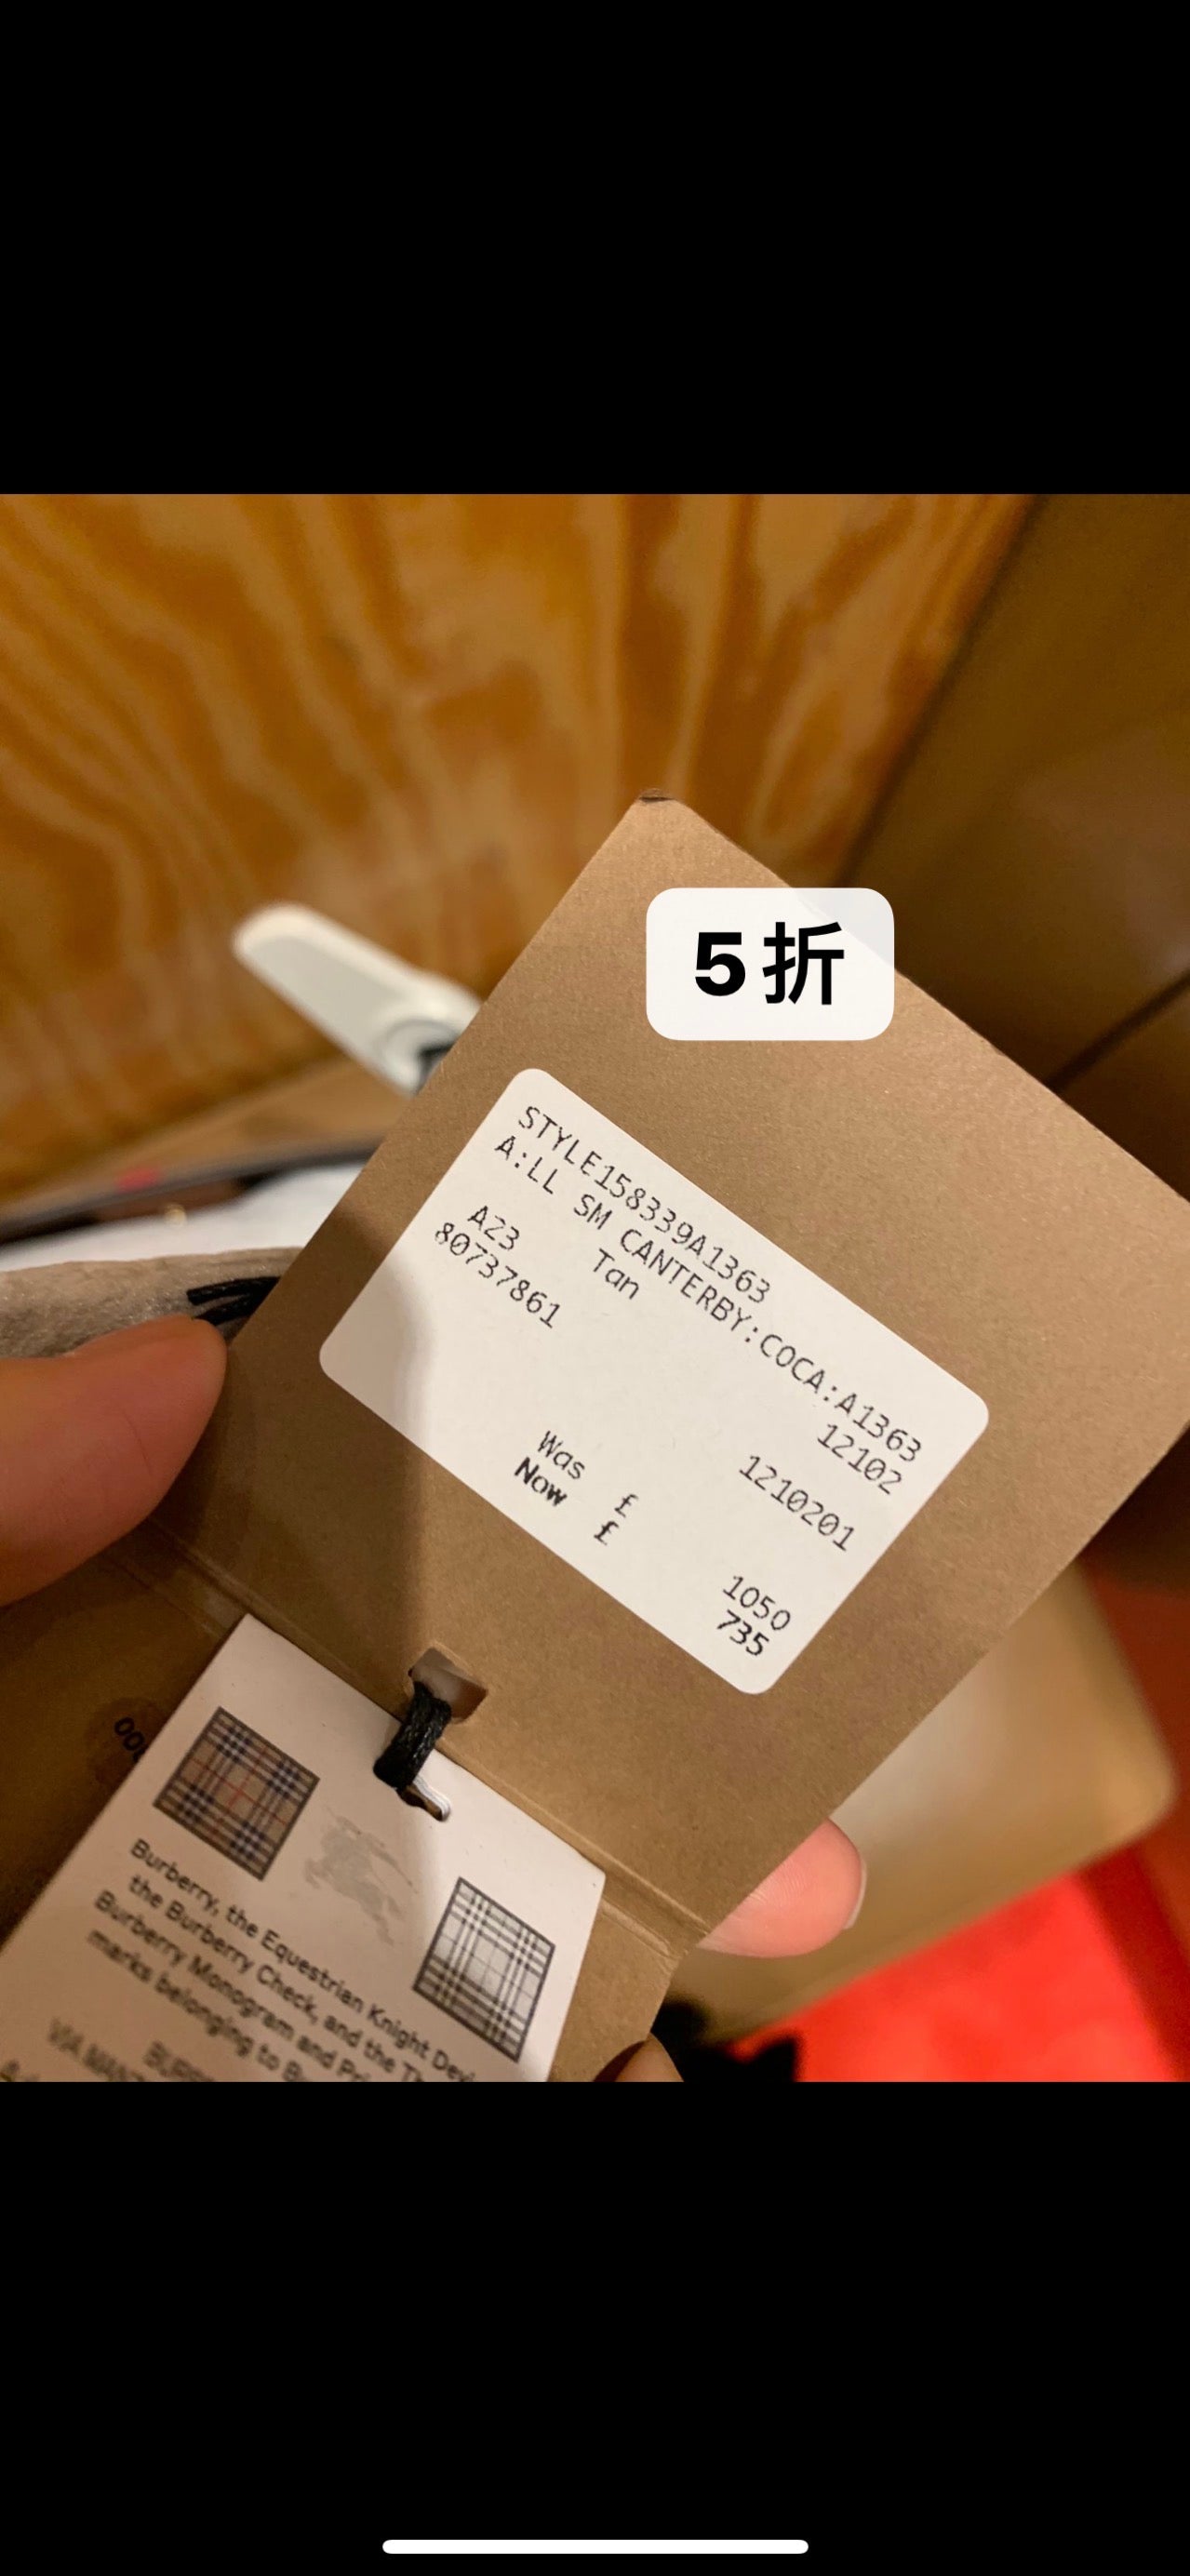 5折
STYLE158339A1363
A:LL SM CANTERBY:COCA:A1363
A23 Tan 12102
80737861 1210201
Was £ 1050
Now £ 735
Burberry, the Equestrian Knight Devi
the Burberry Check, and the T
Burberry Monogram and Pri
marks belonging to B